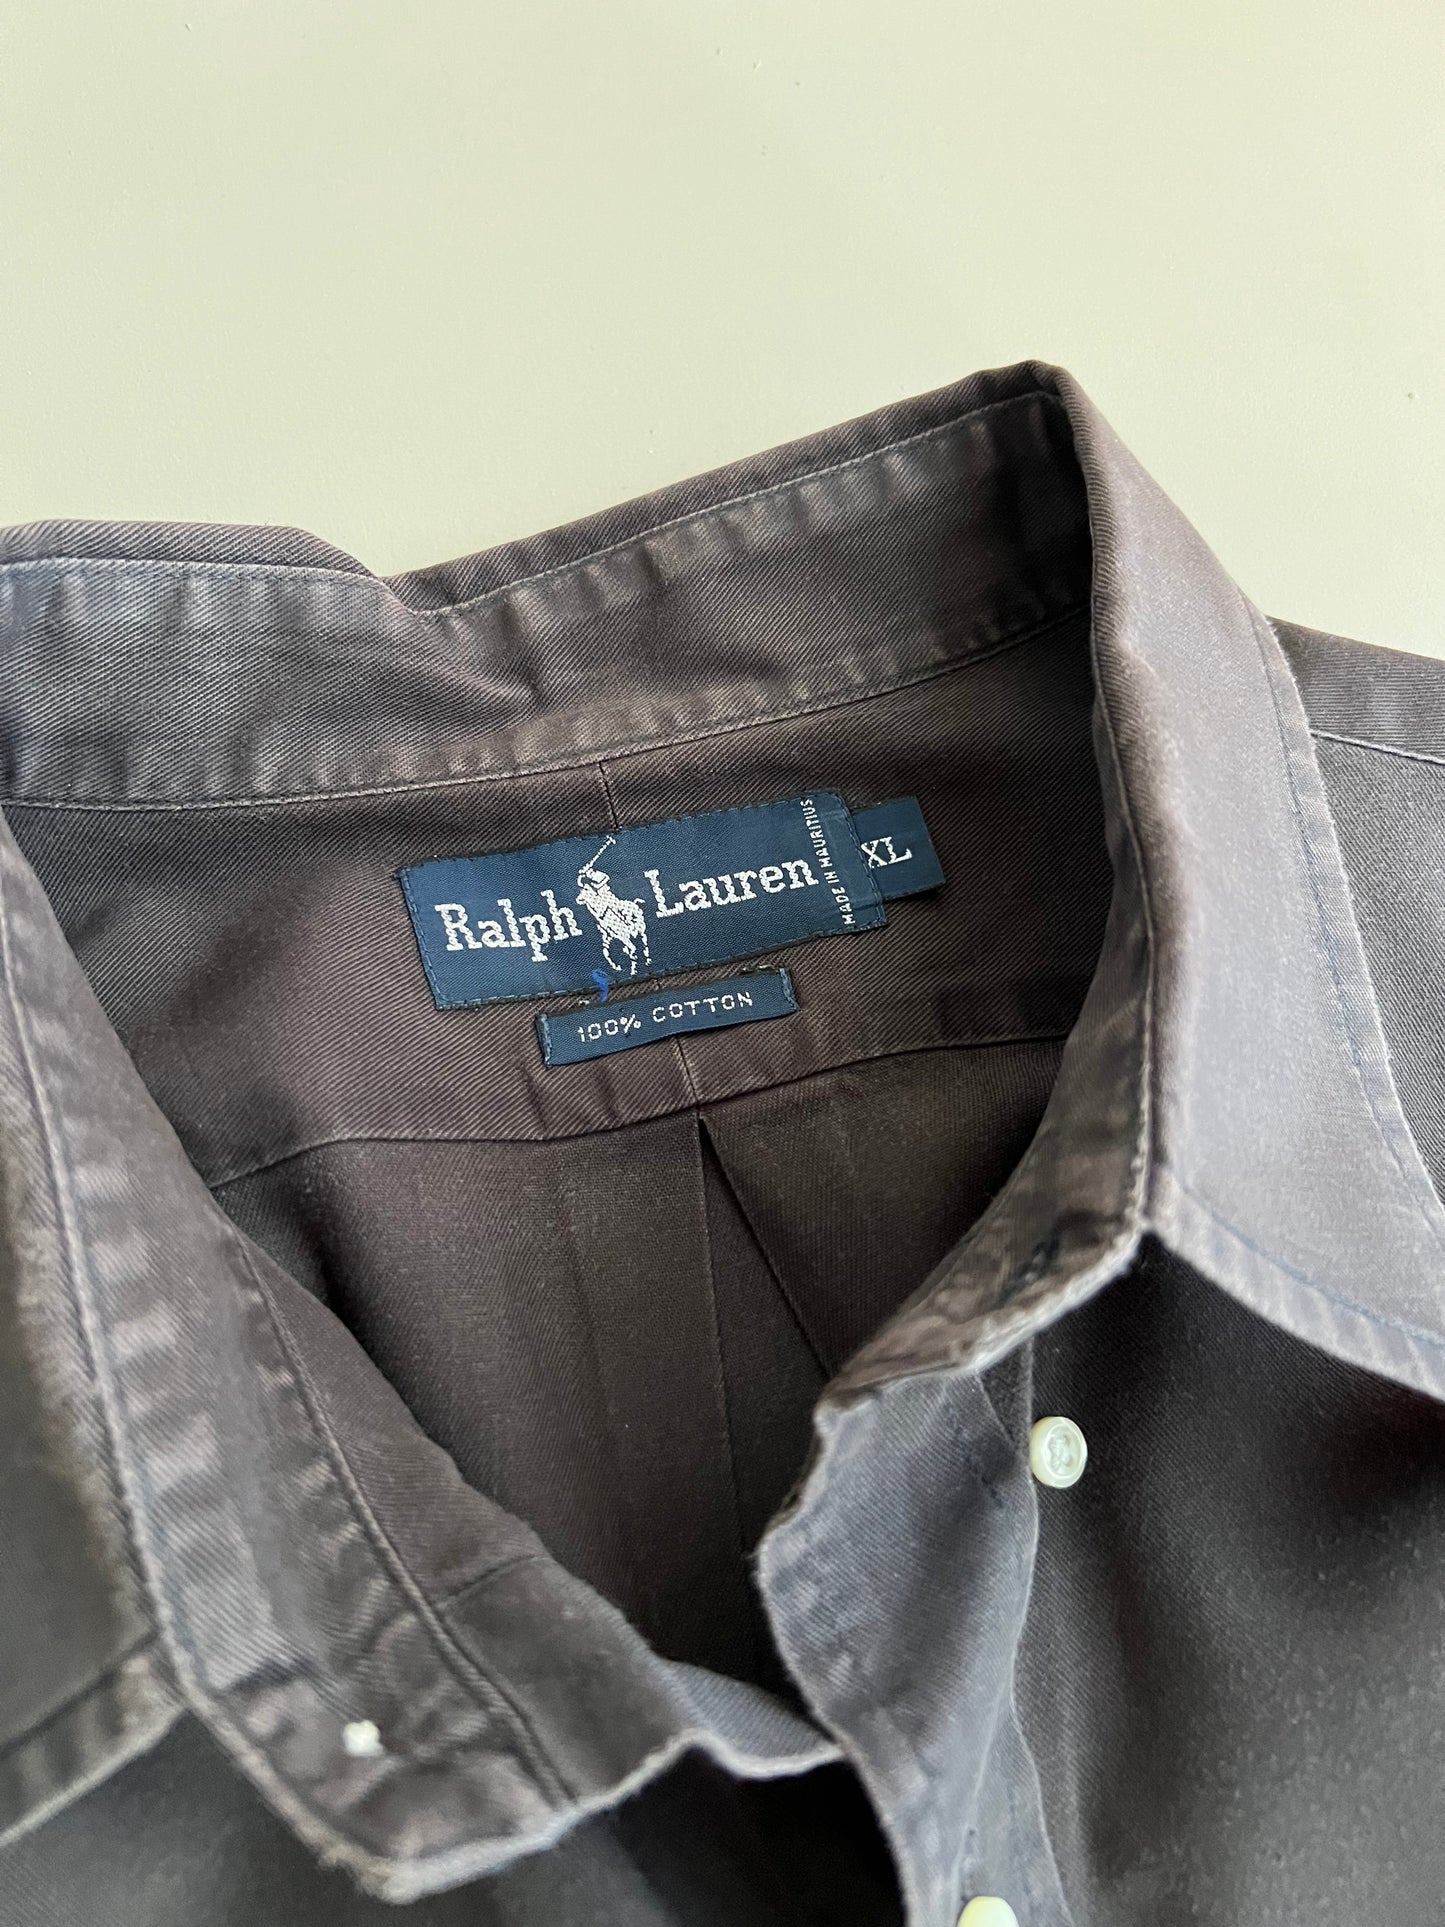 Ralph Lauren
MADE IN MAURITIUS
XL
100% COTTON